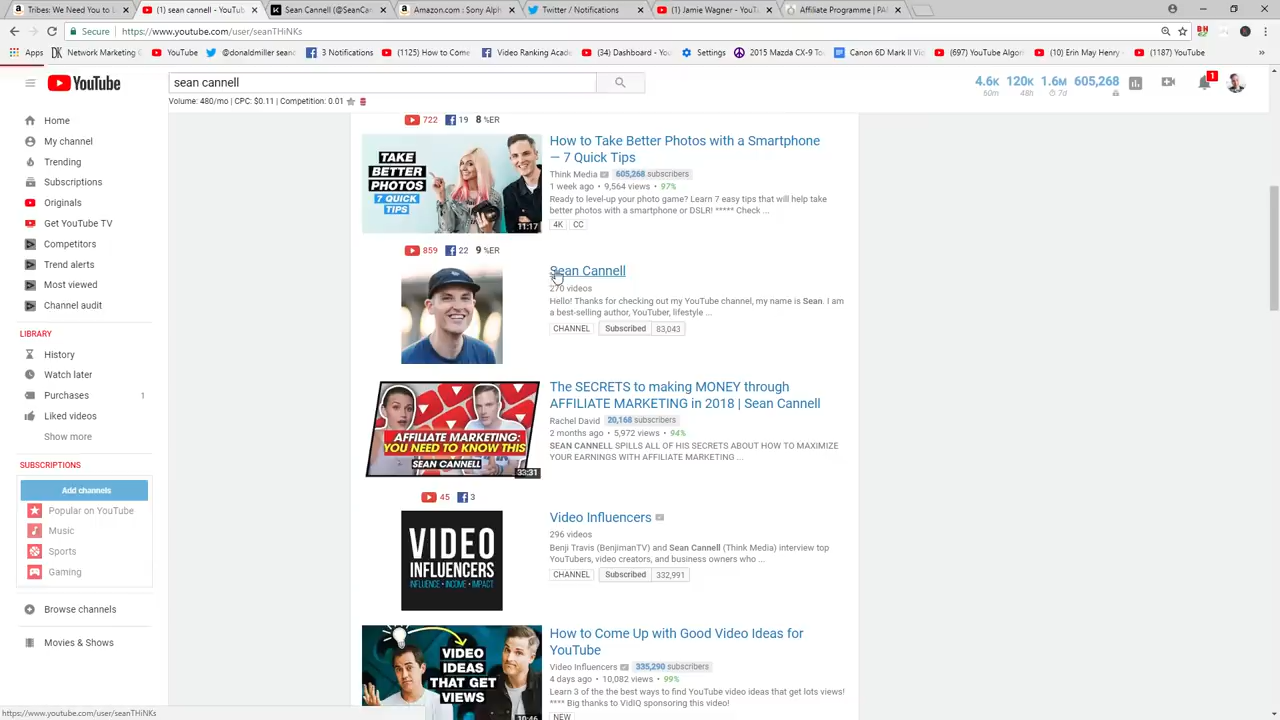 Tribes: We Need You to L
(1) sean cannell - YouTub
Sean Cannell (@SeanCan
Amazon.com: Sony Alph
Twitter / Notifications
(1) Jamie Wagner - YouTu
Affiliate Programme | PA
Secure | https://www.youtube.com/user/seanTHiNKs
Apps
Network Marketing
YouTube
@donaldmiller sean
3 Notifications
(1125) How to Come
Video Ranking Acad
(34) Dashboard - You
Settings
2015 Mazda CX-9 To
Canon 6D Mark II Vi
(697) YouTube Algor
(10) Erin May Henry
(1187) YouTube
YouTube
sean cannell
4.6K 120K 1.6M 605,268
60m 48h 7d
1
Volume: 480/mo | CPC: $0.11 | Competition: 0.01
Home
My channel
Trending
Subscriptions
Originals
Get YouTube TV
Competitors
Trend alerts
Most viewed
Channel audit
LIBRARY
History
Watch later
Purchases 1
Liked videos
Show more
SUBSCRIPTIONS
Add channels
Popular on YouTube
Music
Sports
Gaming
Browse channels
Movies & Shows
722 19 8 %ER
TAKE
BETTER
PHOTOS
7 QUICK
TIPS
11:17
How to Take Better Photos with a Smartphone
— 7 Quick Tips
Think Media 605,268 subscribers
1 week ago • 9,564 views • 97%
Ready to level-up your photo game? Learn 7 easy tips that will help take
better photos with a smartphone or DSLR! ***** Check ...
4K CC
859 22 9 %ER
Sean Cannell
270 videos
Hello! Thanks for checking out my YouTube channel, my name is Sean. I am
a best-selling author, YouTuber, lifestyle ...
CHANNEL Subscribed 83,043
AFFILIATE MARKETING:
YOU NEED TO KNOW THIS
SEAN CANNELL
33:31
The SECRETS to making MONEY through
AFFILIATE MARKETING in 2018 | Sean Cannell
Rachel David 20,168 subscribers
2 months ago • 5,972 views • 94%
SEAN CANNELL SPILLS ALL OF HIS SECRETS ABOUT HOW TO MAXIMIZE
YOUR EARNINGS WITH AFFILIATE MARKETING ...
45 3
VIDEO
INFLUENCERS
INFLUENCE • INCOME • IMPACT
Video Influencers
296 videos
Benji Travis (BenjimanTV) and Sean Cannell (Think Media) interview top
YouTubers, video creators, and business owners who ...
CHANNEL Subscribed 332,991
VIDEO
IDEAS
THAT GET
VIEWS
10:46
How to Come Up with Good Video Ideas for
YouTube
Video Influencers 335,290 subscribers
4 days ago • 10,082 views • 99%
Learn 3 of the the best ways to find YouTube video ideas that get lots views!
**** Big thanks to VidIQ sponsoring this video!
NEW
https://www.youtube.com/user/seanTHiNKs